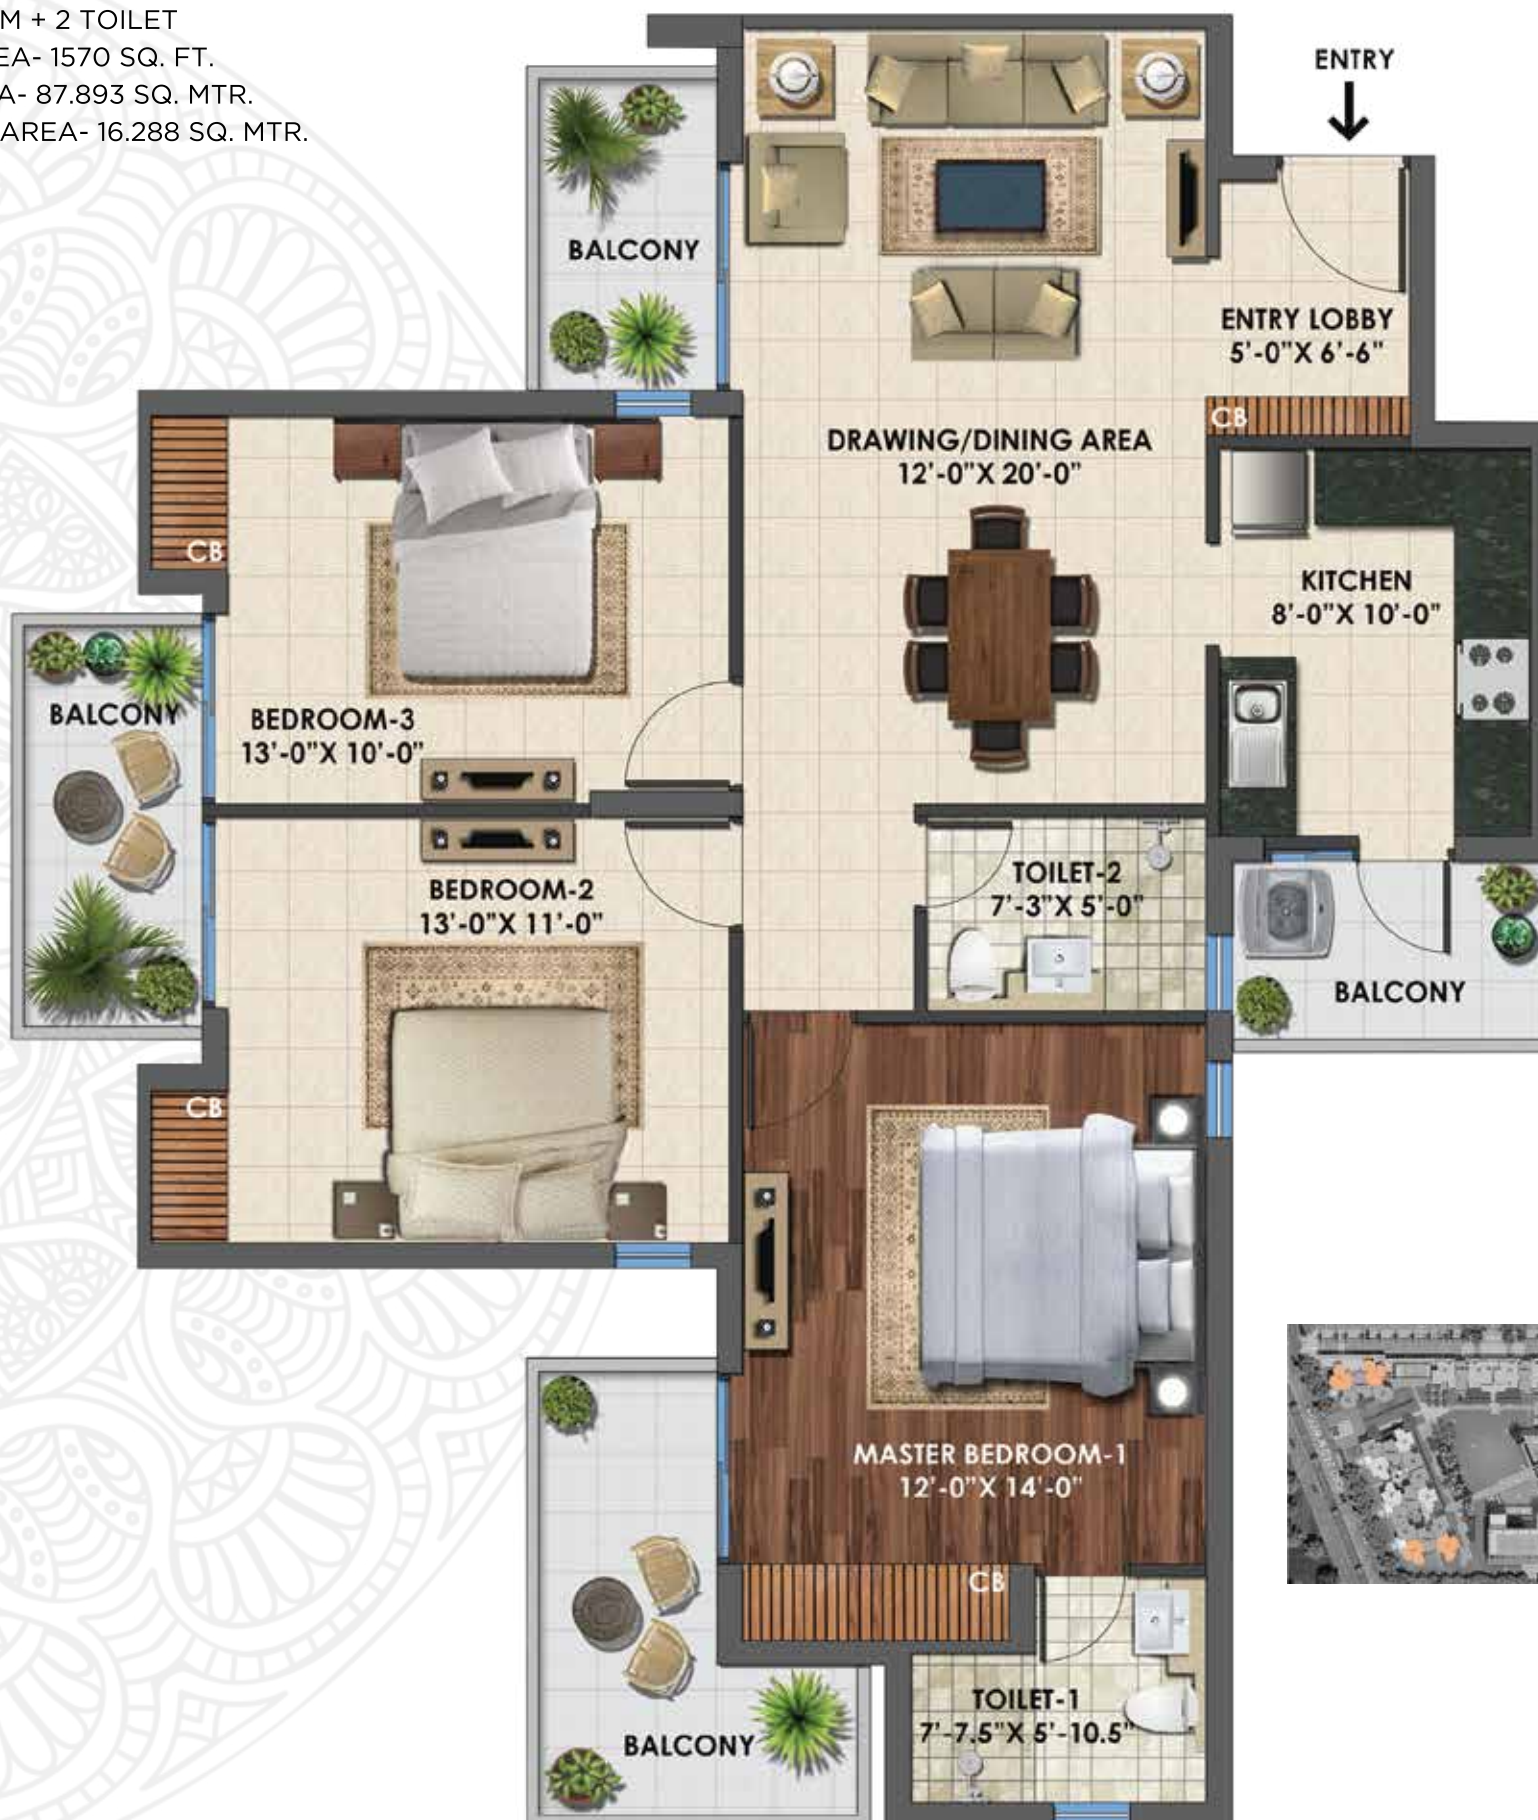 M + 2 TOILET
EA- 1570 SQ. FT.
A- 87.893 SQ. MTR.
AREA- 16.288 SQ. MTR.
ENTRY
BALCONY
ENTRY LOBBY
5'-0"X 6'-6"
CB
DRAWING/DINING AREA
12'-0"X 20'-0"
CB
KITCHEN
8'-0"X 10'-0"
BALCONY
BEDROOM-3
13'-0"X 10'-0"
BEDROOM-2
13'-0"X 11'-0"
TOILET-2
7'-3"X 5'-0"
BALCONY
CB
MASTER BEDROOM-1
12'-0"X 14'-0"
CB
TOILET-1
7'-7.5"X 5'-10.5"
BALCONY